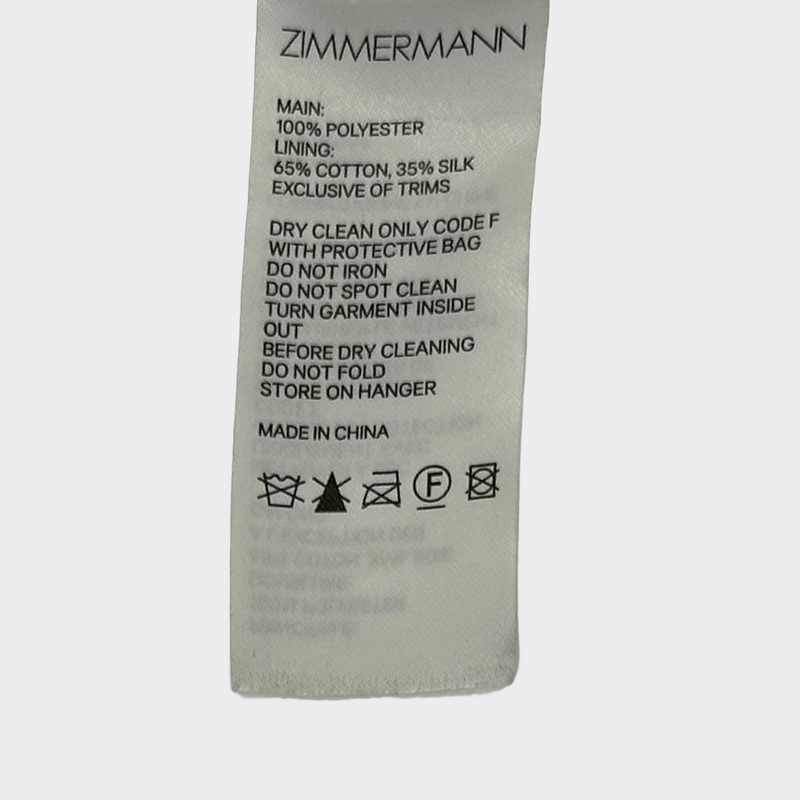 ZIMMERMANN
MAIN:
100% POLYESTER
LINING:
65% COTTON, 35% SILK
EXCLUSIVE OF TRIMS
DRY CLEAN ONLY CODE F
WITH PROTECTIVE BAG
DO NOT IRON
DO NOT SPOT CLEAN
TURN GARMENT INSIDE
OUT
BEFORE DRY CLEANING
DO NOT FOLD
STORE ON HANGER
MADE IN CHINA
F